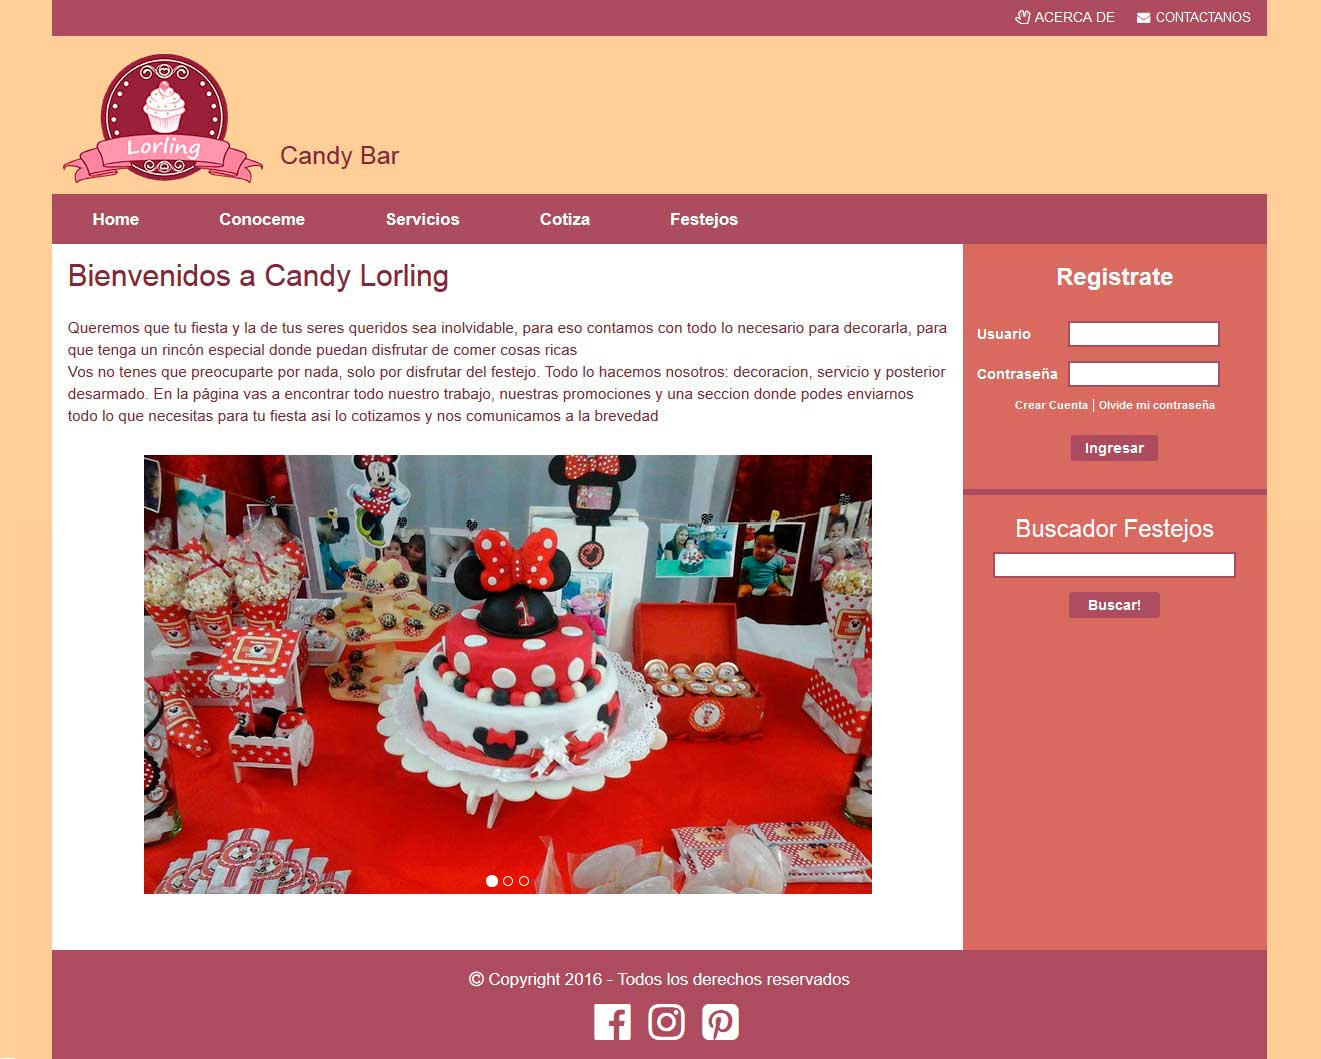 ACERCA DE CONTACTANOS
Lorling
Candy Bar
Home Conoceme Servicios Cotiza Festejos
Bienvenidos a Candy Lorling
Queremos que tu fiesta y la de tus seres queridos sea inolvidable, para eso contamos con todo lo necesario para decorarla, para
que tenga un rincón especial donde puedan disfrutar de comer cosas ricas
Vos no tenes que preocuparte por nada, solo por disfrutar del festejo. Todo lo hacemos nosotros: decoracion, servicio y posterior
desarmado. En la página vas a encontrar todo nuestro trabajo, nuestras promociones y una seccion donde podes enviarnos
todo lo que necesitas para tu fiesta asi lo cotizamos y nos comunicamos a la brevedad
1
Registrate
Usuario
Contraseña
Crear Cuenta | Olvide mi contraseña
Ingresar
Buscador Festejos
Buscar!
© Copyright 2016 - Todos los derechos reservados